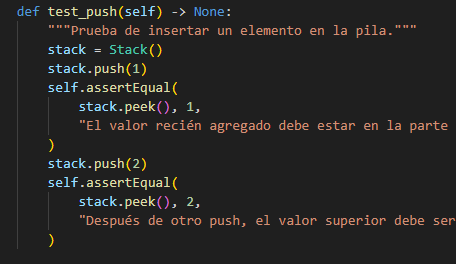 def test_push(self) -> None:
    """Prueba de insertar un elemento en la pila."""
    stack = Stack()
    stack.push(1)
    self.assertEqual(
        stack.peek(), 1,
        "El valor recién agregado debe estar en la parte
    )
    stack.push(2)
    self.assertEqual(
        stack.peek(), 2,
        "Después de otro push, el valor superior debe ser
    )